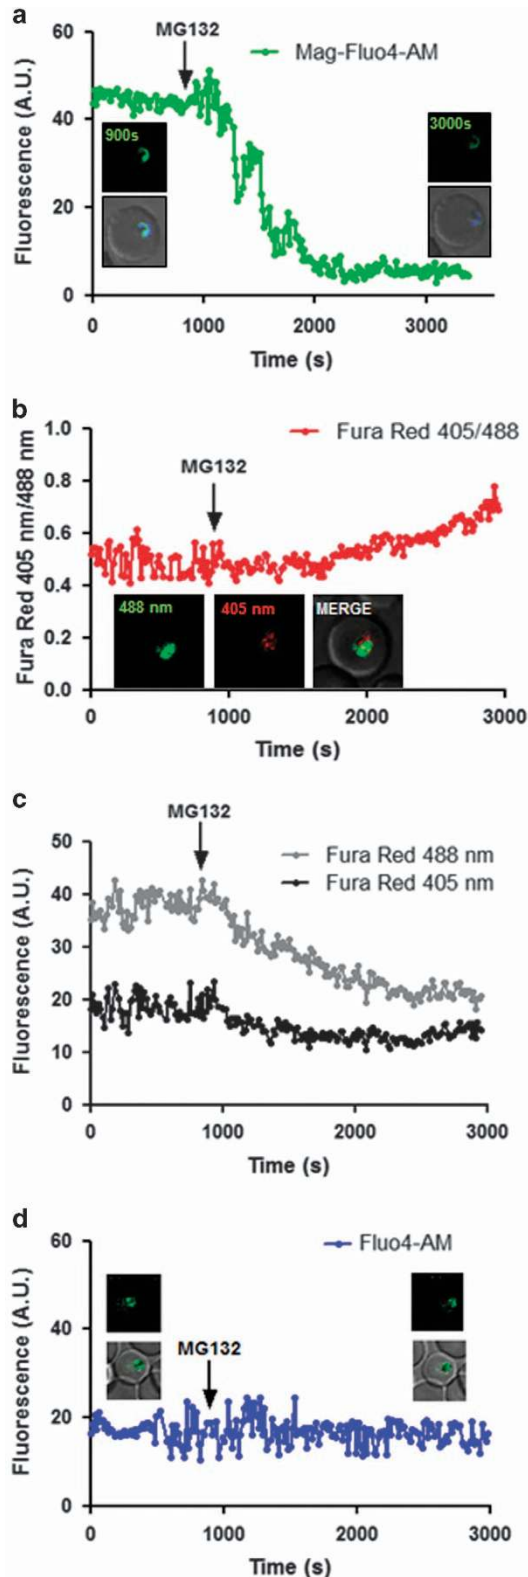 a
MG132
Mag-Fluo4-AM
Fluorescence (A.U.)
60
40
20
0
900s
3000s
0 1000 2000 3000
Time (s)
b
Fura Red 405 nm/488 nm
1.0
0.8
0.6
0.4
0.2
0.0
Fura Red 405/488
MG132
488 nm
405 nm
MERGE
0 1000 2000 3000
Time (s)
c
MG132
Fluorescence (A.U.)
50
40
30
20
10
0
Fura Red 488 nm
Fura Red 405 nm
0 1000 2000 3000
Time (s)
d
Fluorescence (A.U.)
60
40
20
0
Fluo4-AM
MG132
0 1000 2000 3000
Time (s)